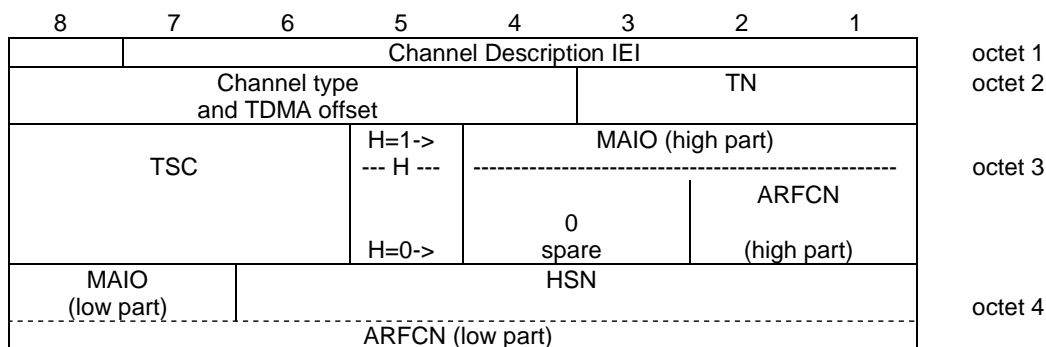 8 7 6 5 4 3 2 1
Channel Description IEI octet 1
Channel type TN octet 2
and TDMA offset
H=1-> MAIO (high part)
TSC --- H --- ---------------------------------------------------- octet 3
ARFCN
0
H=0-> spare (high part)
MAIO HSN
(low part) octet 4
ARFCN (low part)